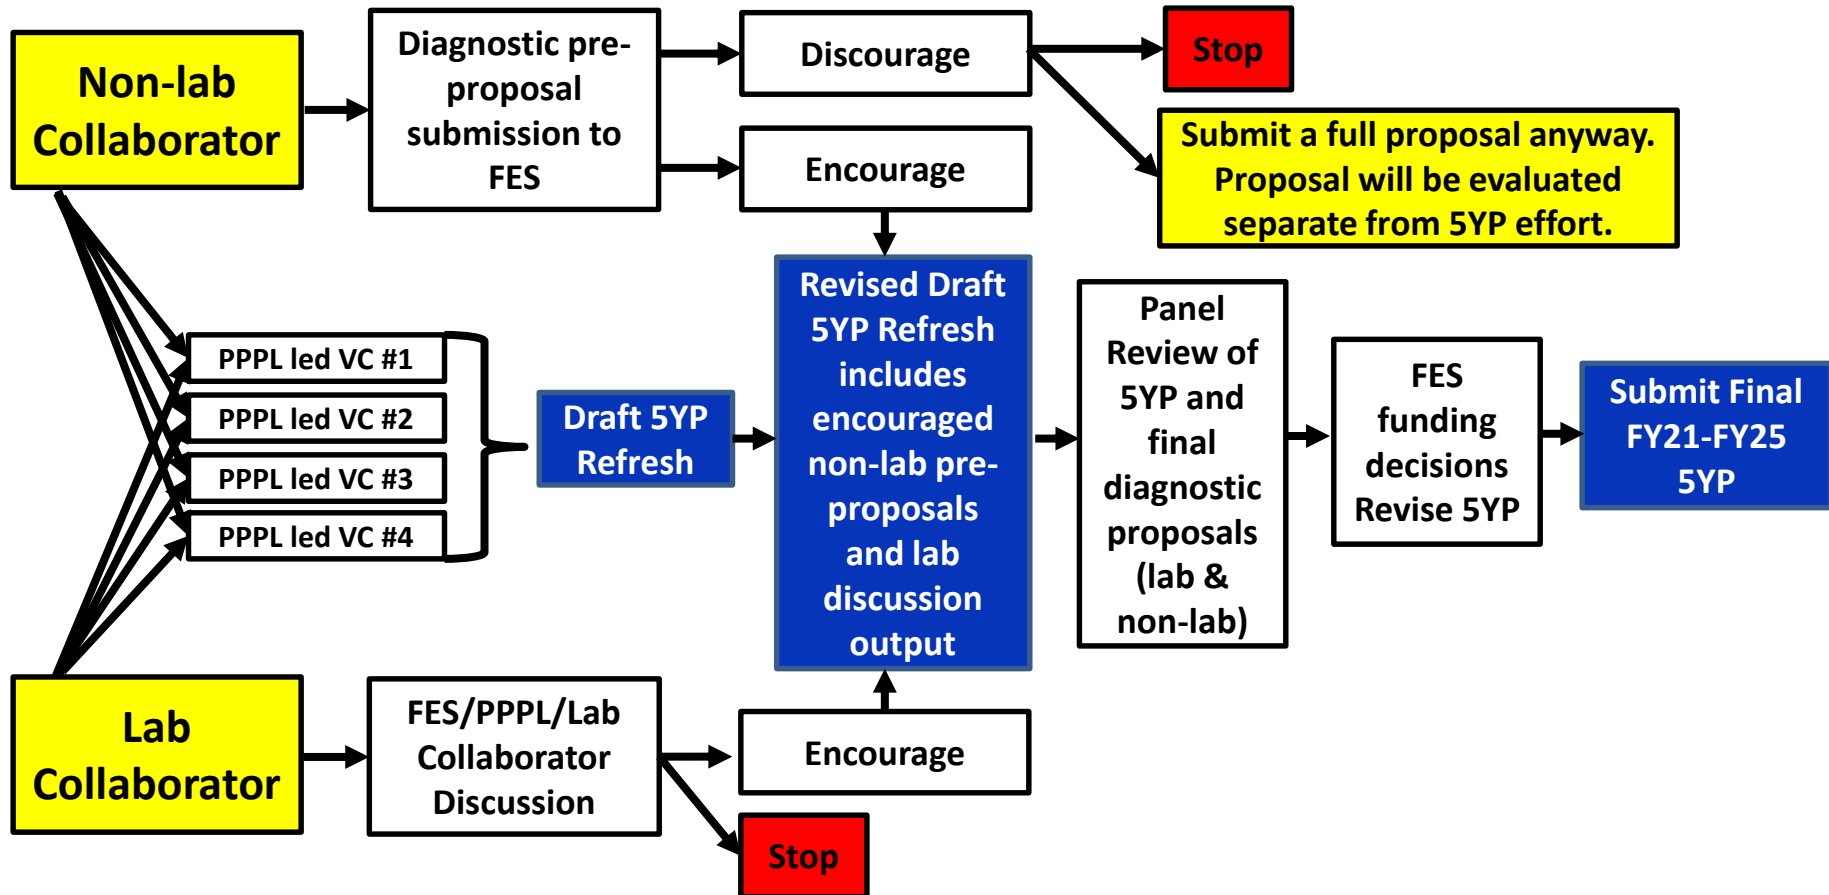 Non-lab
Collaborator
Diagnostic pre-
proposal
submission to
FES
Discourage
Stop
Encourage
Submit a full proposal anyway.
Proposal will be evaluated
separate from 5YP effort.
PPPL led VC #1
PPPL led VC #2
PPPL led VC #3
PPPL led VC #4
Draft 5YP
Refresh
Revised Draft
5YP Refresh
includes
encouraged
non-lab pre-
proposals
and lab
discussion
output
Panel
Review of
5YP and
final
diagnostic
proposals
(lab &
non-lab)
FES
funding
decisions
Revise 5YP
Submit Final
FY21-FY25
5YP
Lab
Collaborator
FES/PPPL/Lab
Collaborator
Discussion
Encourage
Stop